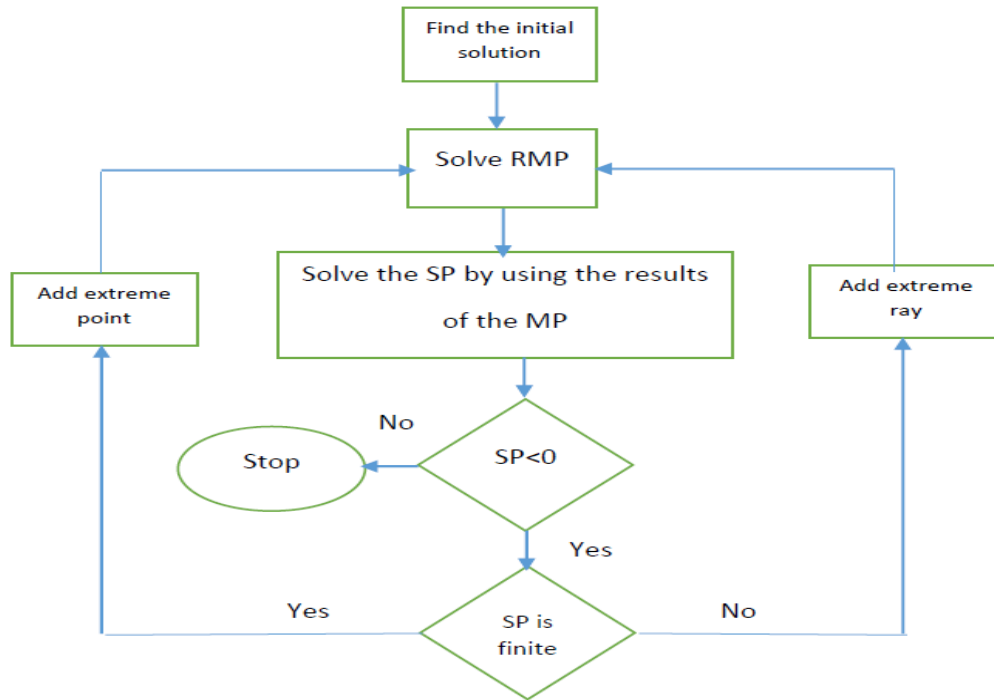 Find the initial
solution
Solve RMP
Solve the SP by using the results
of the MP
Add extreme
point
Add extreme
ray
No
Stop
SP<0
Yes
Yes
SP is
finite
No